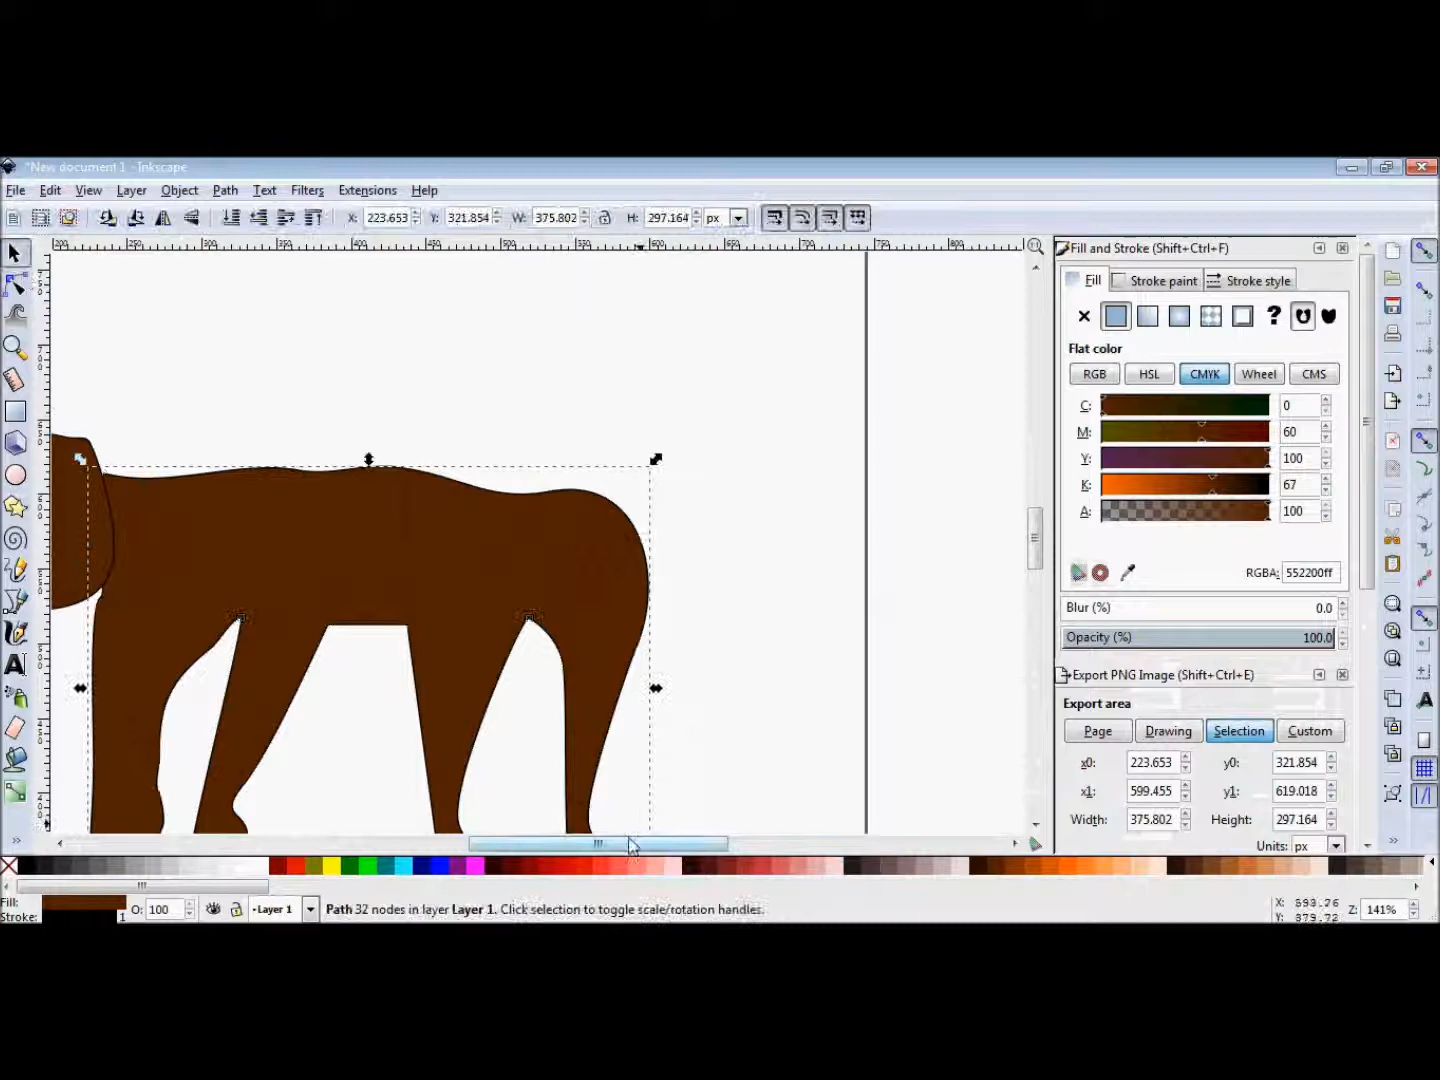 *New document 1 - Inkscape
File Edit View Layer Object Path Text Filters Extensions Help
X: 223.653 Y: 321.854 W: 375.802 H: 297.164 px
Fill and Stroke (Shift+Ctrl+F)
Fill Stroke paint Stroke style
?
Flat color
RGB HSL CMYK Wheel CMS
C: 0
M: 60
Y: 100
K: 67
A: 100
RGBA: 552200ff
Blur (%) 0.0
Opacity (%) 100.0
Export PNG Image (Shift+Ctrl+E)
Export area
Page Drawing Selection Custom
x0: 223.653 y0: 321.854
x1: 599.455 y1: 619.018
Width: 375.802 Height: 297.164
Units: px
Fill:
Stroke: 1 O: 100 Layer 1 Path 32 nodes in layer Layer 1. Click selection to toggle scale/rotation handles.
X: 593.26
Y: 379.72
Z: 141%